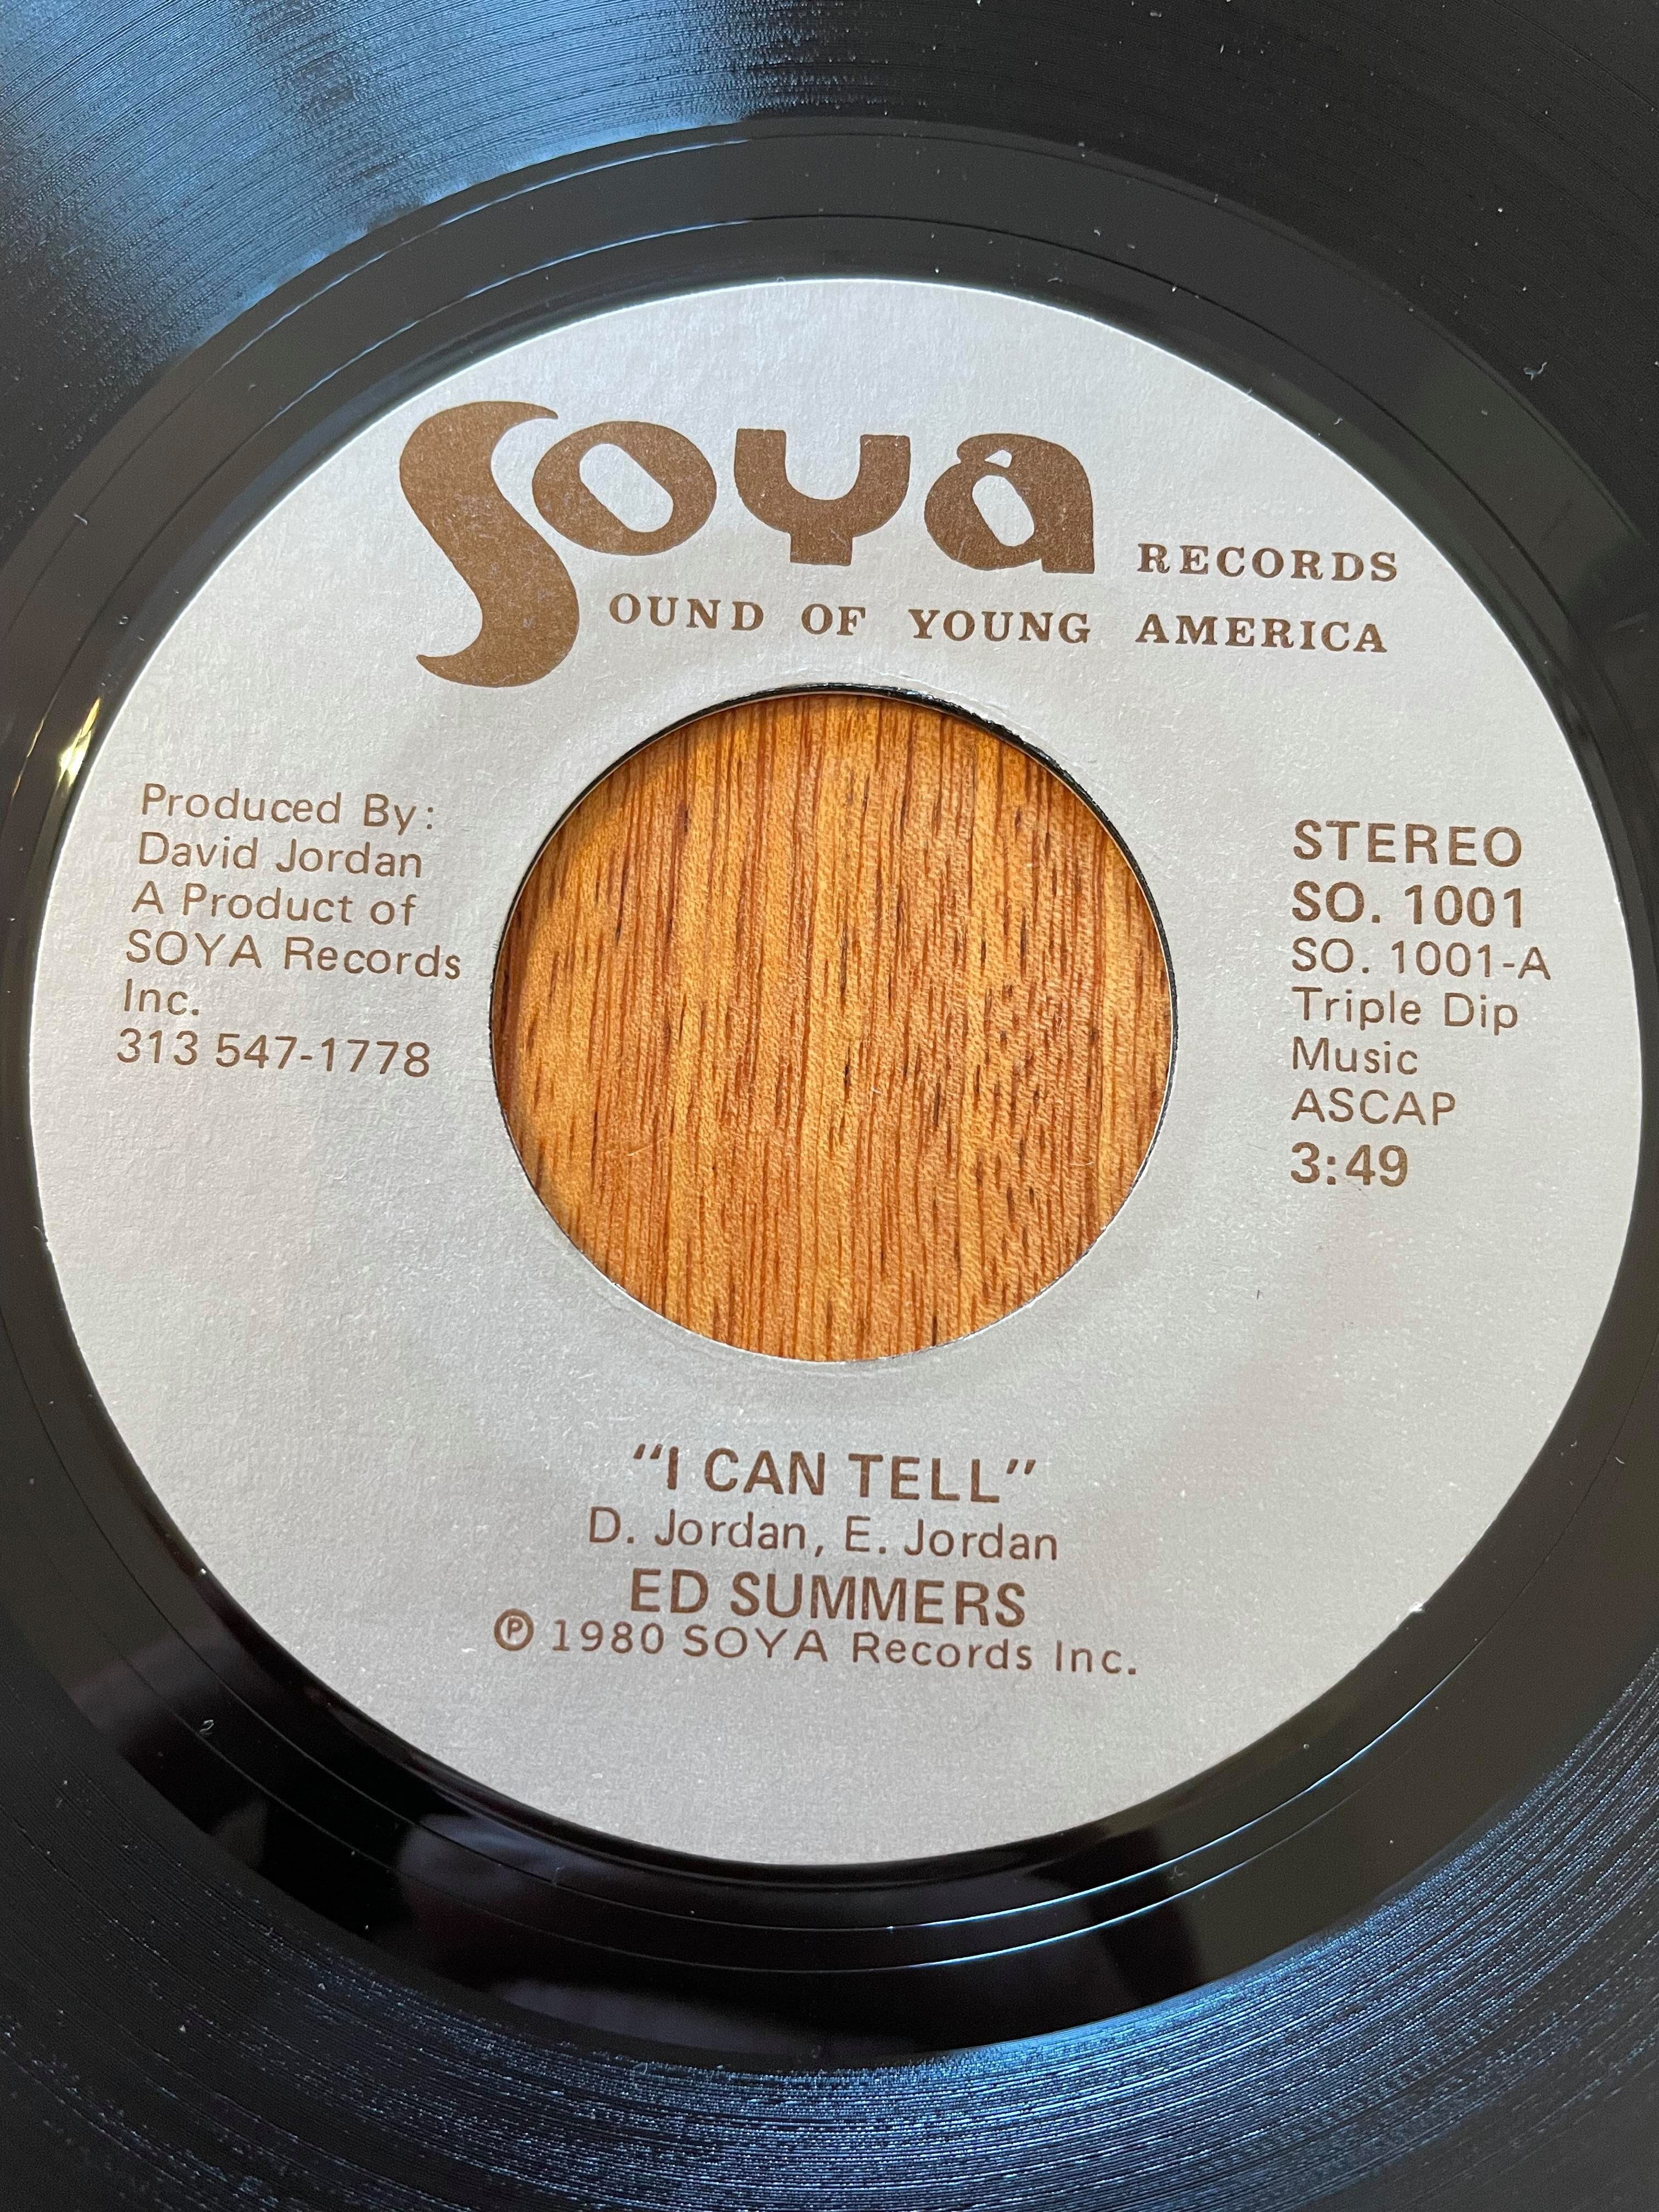 Soya RECORDS
OUND OF YOUNG AMERICA
Produced By:
David Jordan
A Product of
SOYA Records
Inc.
313 547-1778
STEREO
SO. 1001
SO. 1001-A
Triple Dip
Music
ASCAP
3:49
"I CAN TELL"
D. Jordan, E. Jordan
ED SUMMERS
℗ 1980 SOYA Records Inc.